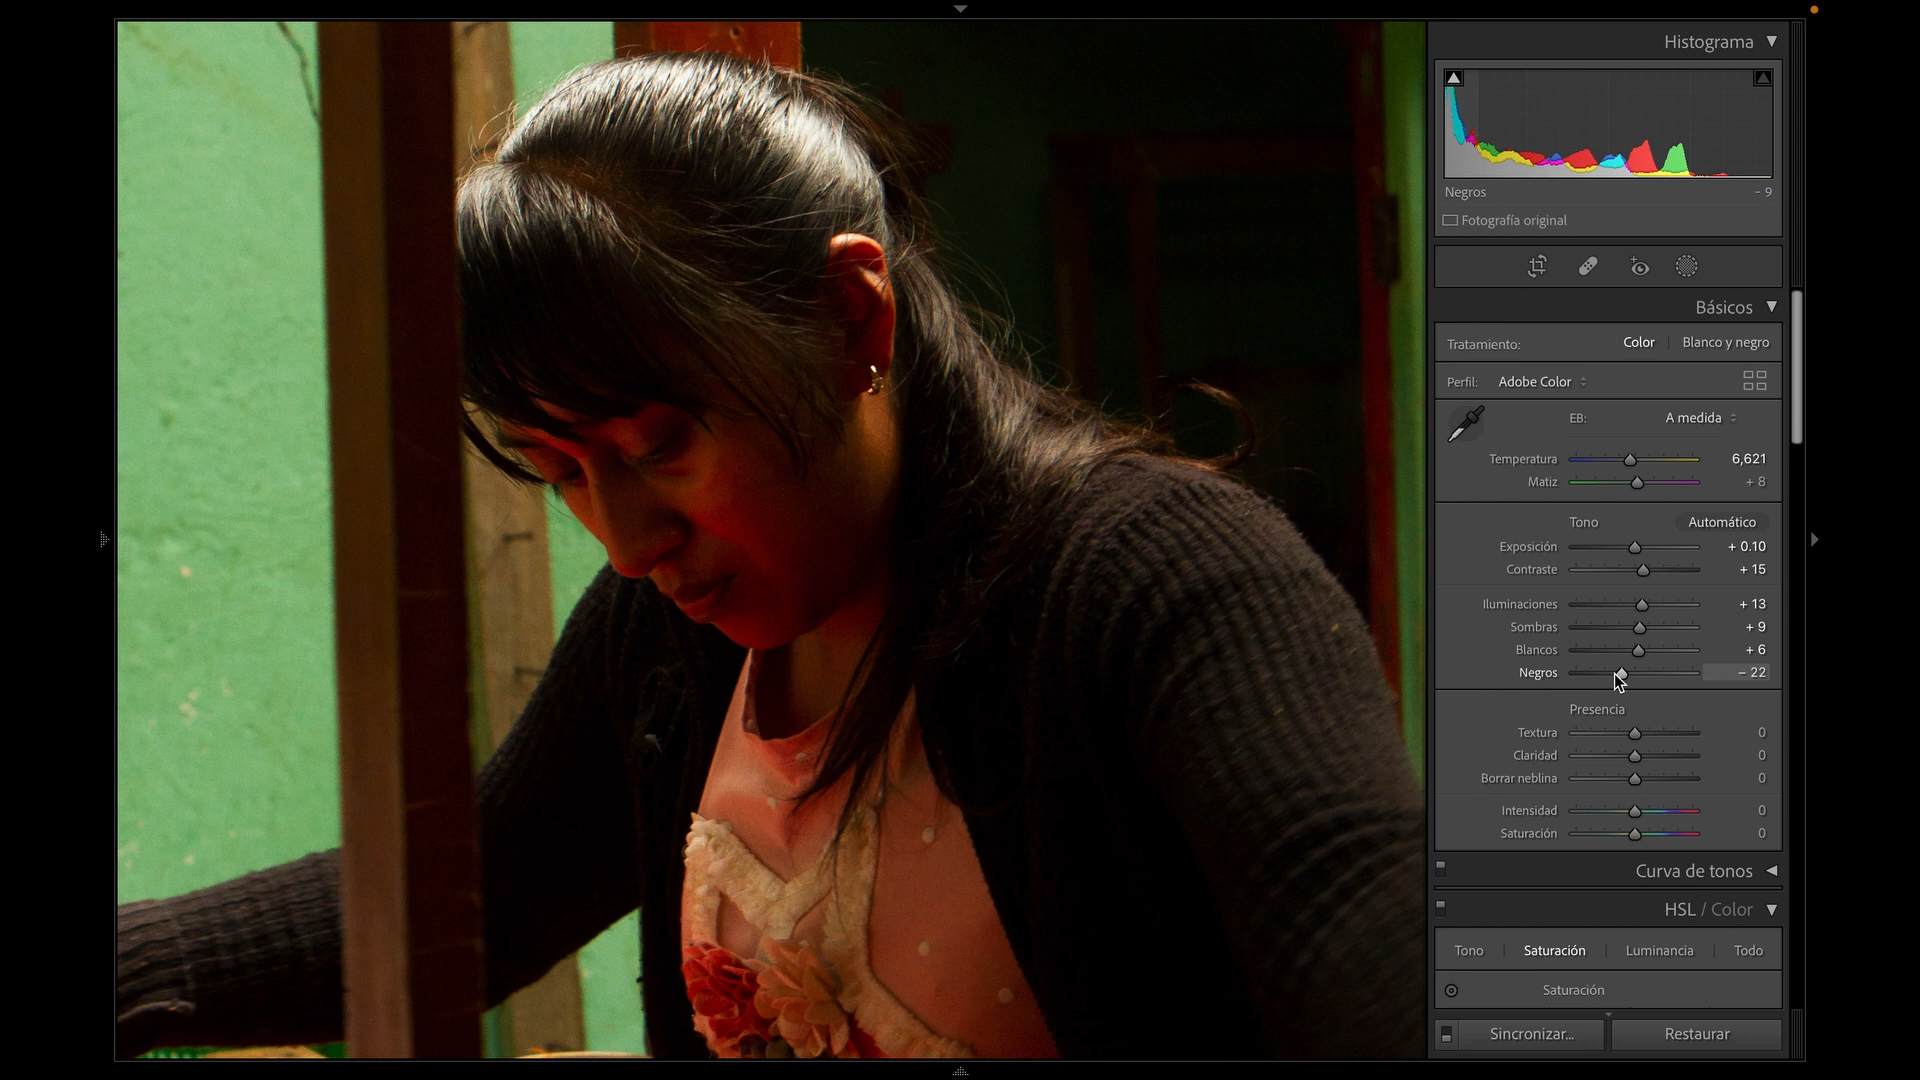 Histograma
Negros - 9
Fotografía original
Básicos
Tratamiento: Color Blanco y negro
Perfil: Adobe Color
EB: A medida
Temperatura 6,621
Matiz + 8
Tono Automático
Exposición + 0.10
Contraste + 15
Iluminaciones + 13
Sombras + 9
Blancos + 6
Negros – 22
Presencia
Textura 0
Claridad 0
Borrar neblina 0
Intensidad 0
Saturación 0
Curva de tonos
HSL / Color
Tono Saturación Luminancia Todo
Saturación
Sincronizar... Restaurar